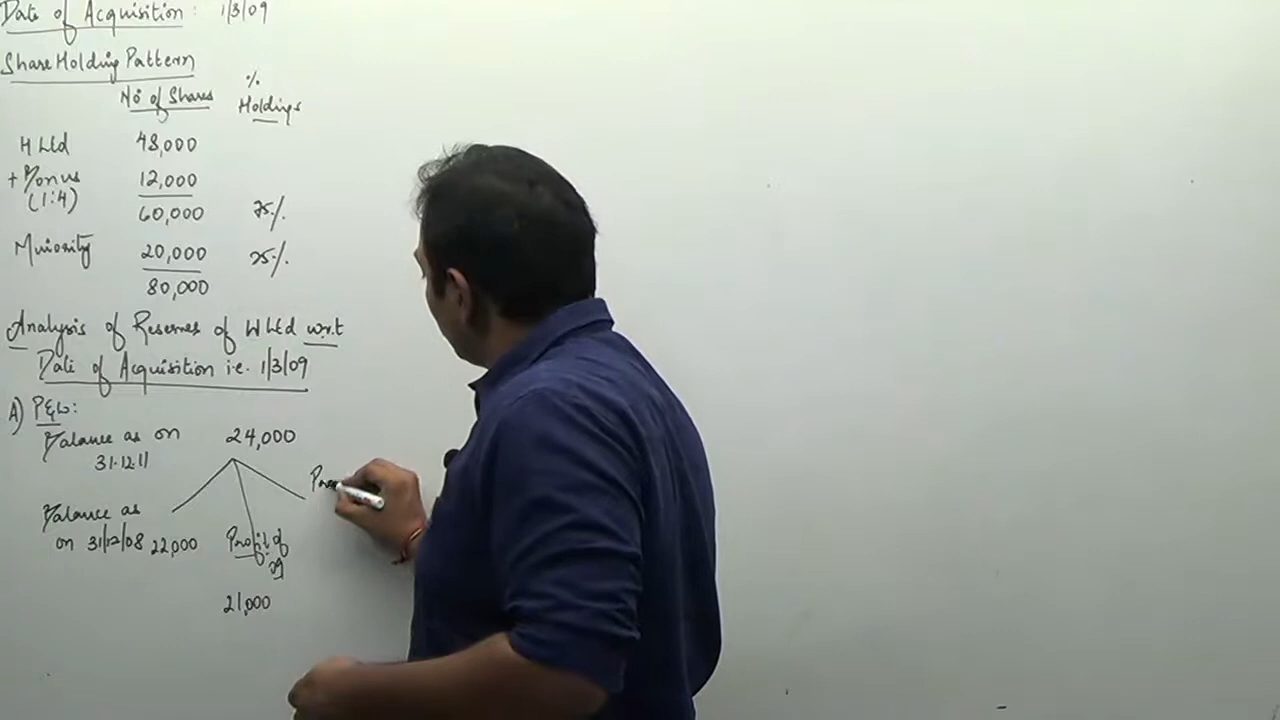 Date of Acquisition: 1/3/09
Share Holding Pattern
No of Shares
% Holdings
H Ltd 48,000
+ Bonus 12,000
(1:4)
60,000 75%
Minority 20,000 25%
80,000
Analysis of Reserves of W Ltd w.r.t
Date of Acquisition i.e. 1/3/09
A) P&L:
Balance as on 24,000
31.12.11
Balance as
on 31/12/08 22,000
Profit of
09
21,000